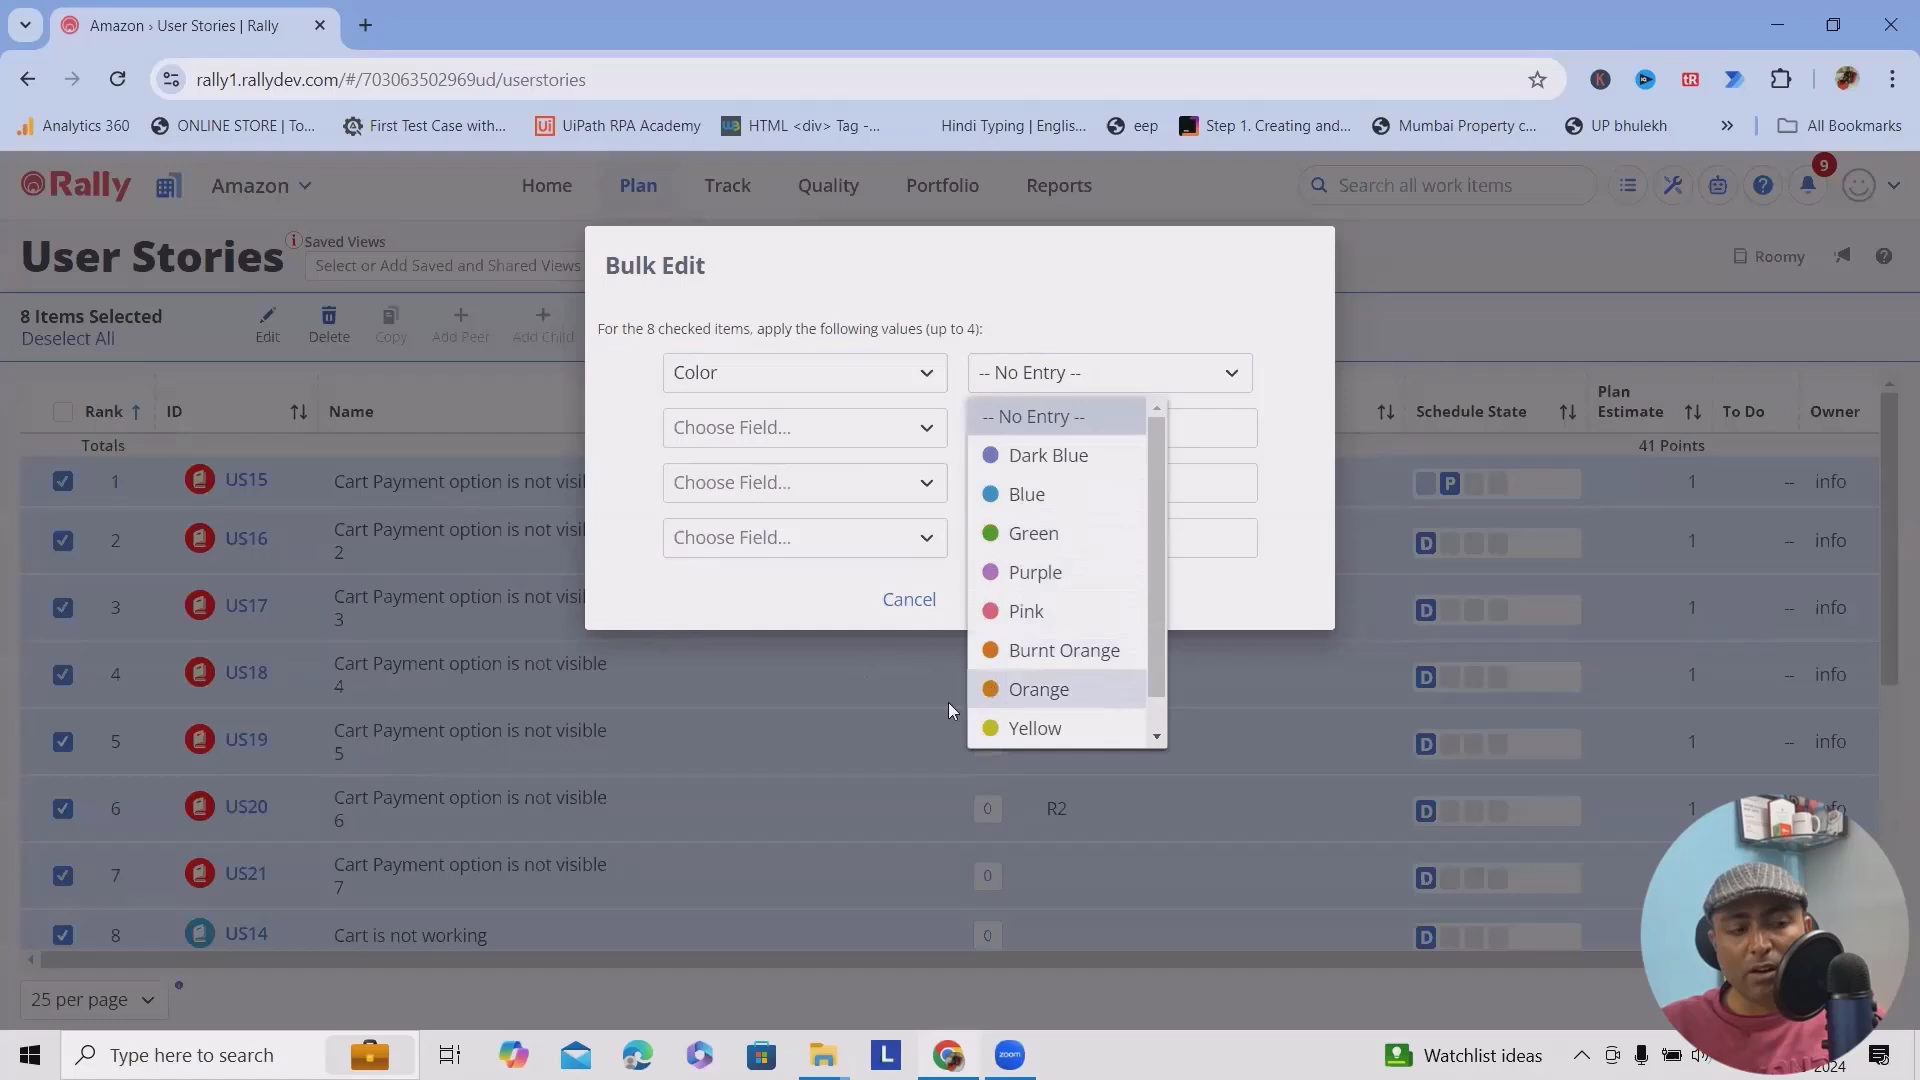 Amazon › User Stories | Rally
rally1.rallydev.com/#/703063502969ud/userstories
Analytics 360
ONLINE STORE | To...
First Test Case with...
UiPath RPA Academy
HTML <div> Tag -...
Hindi Typing | Englis...
eep
Step 1. Creating and...
Mumbai Property c...
UP bhulekh
All Bookmarks
Rally
Amazon
Home
Plan
Track
Quality
Portfolio
Reports
Search all work items
9
User Stories
Saved Views
Select or Add Saved and Shared Views
Roomy
8 Items Selected
Deselect All
Edit
Delete
Copy
Add Peer
Add Child
Bulk Edit
For the 8 checked items, apply the following values (up to 4):
Color
-- No Entry --
Choose Field...
Choose Field...
Choose Field...
Cancel
-- No Entry --
Dark Blue
Blue
Green
Purple
Pink
Burnt Orange
Orange
Yellow
Rank
ID
Name
Schedule State
Plan Estimate
To Do
Owner
Totals
41 Points
1 US15 Cart Payment option is not visi
P 1 -- info
2 US16 Cart Payment option is not visi
2
D 1 -- info
3 US17 Cart Payment option is not visi
3
D 1 -- info
4 US18 Cart Payment option is not visible
4
D 1 -- info
5 US19 Cart Payment option is not visible
5
D 1 -- info
6 US20 Cart Payment option is not visible
6
0 R2 D 1
7 US21 Cart Payment option is not visible
7
0 D
8 US14 Cart is not working 0 D
25 per page
Type here to search
L
zoom
Watchlist ideas
2024